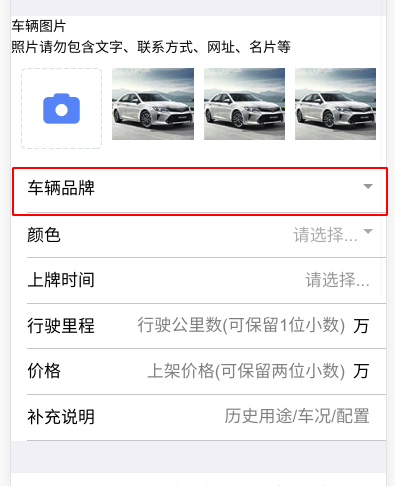 车辆图片
照片请勿包含文字、联系方式、网址、名片等
车辆品牌
颜色 请选择...
上牌时间 请选择...
行驶里程 行驶公里数(可保留1位小数) 万
价格 上架价格(可保留两位小数) 万
补充说明 历史用途/车况/配置